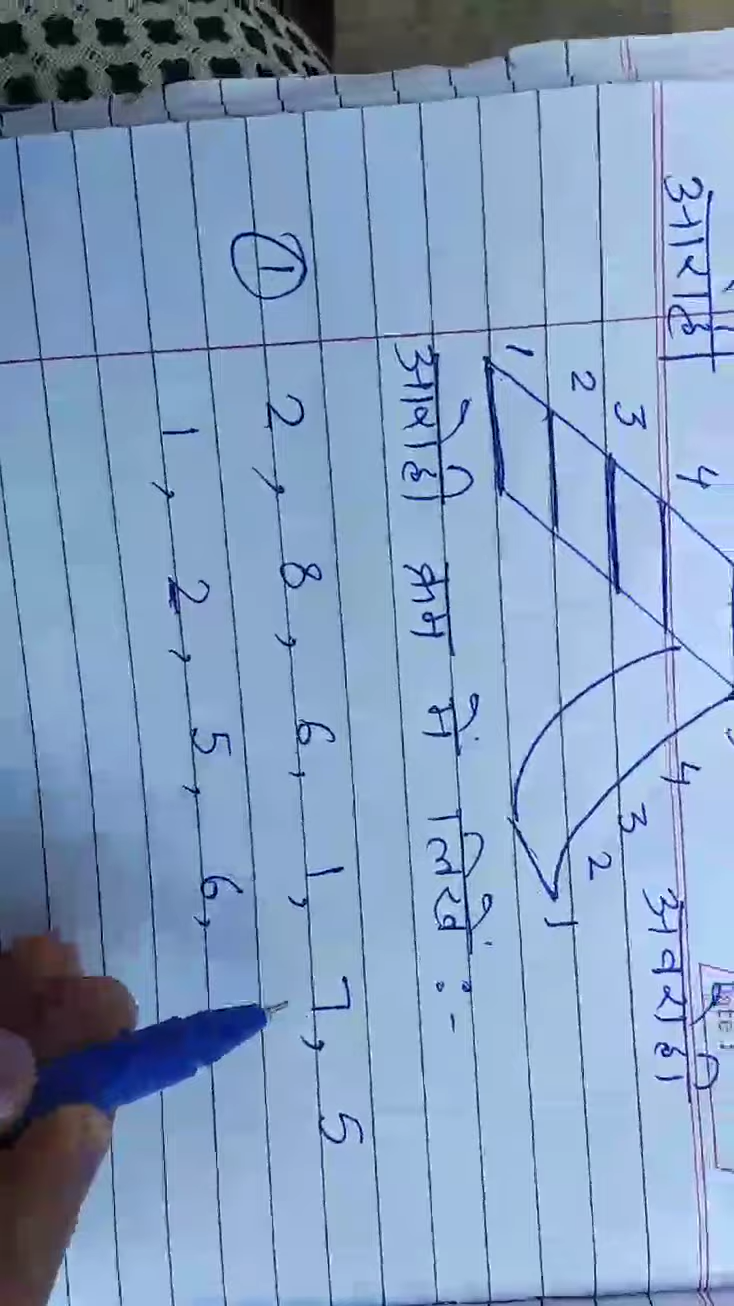 आरोही
1 2 3 4
4 3 2 1
अवरोही
आरोही क्रम में लिखें :-
① 2, 8, 6, 1, 7, 5
1, 2, 5, 6,